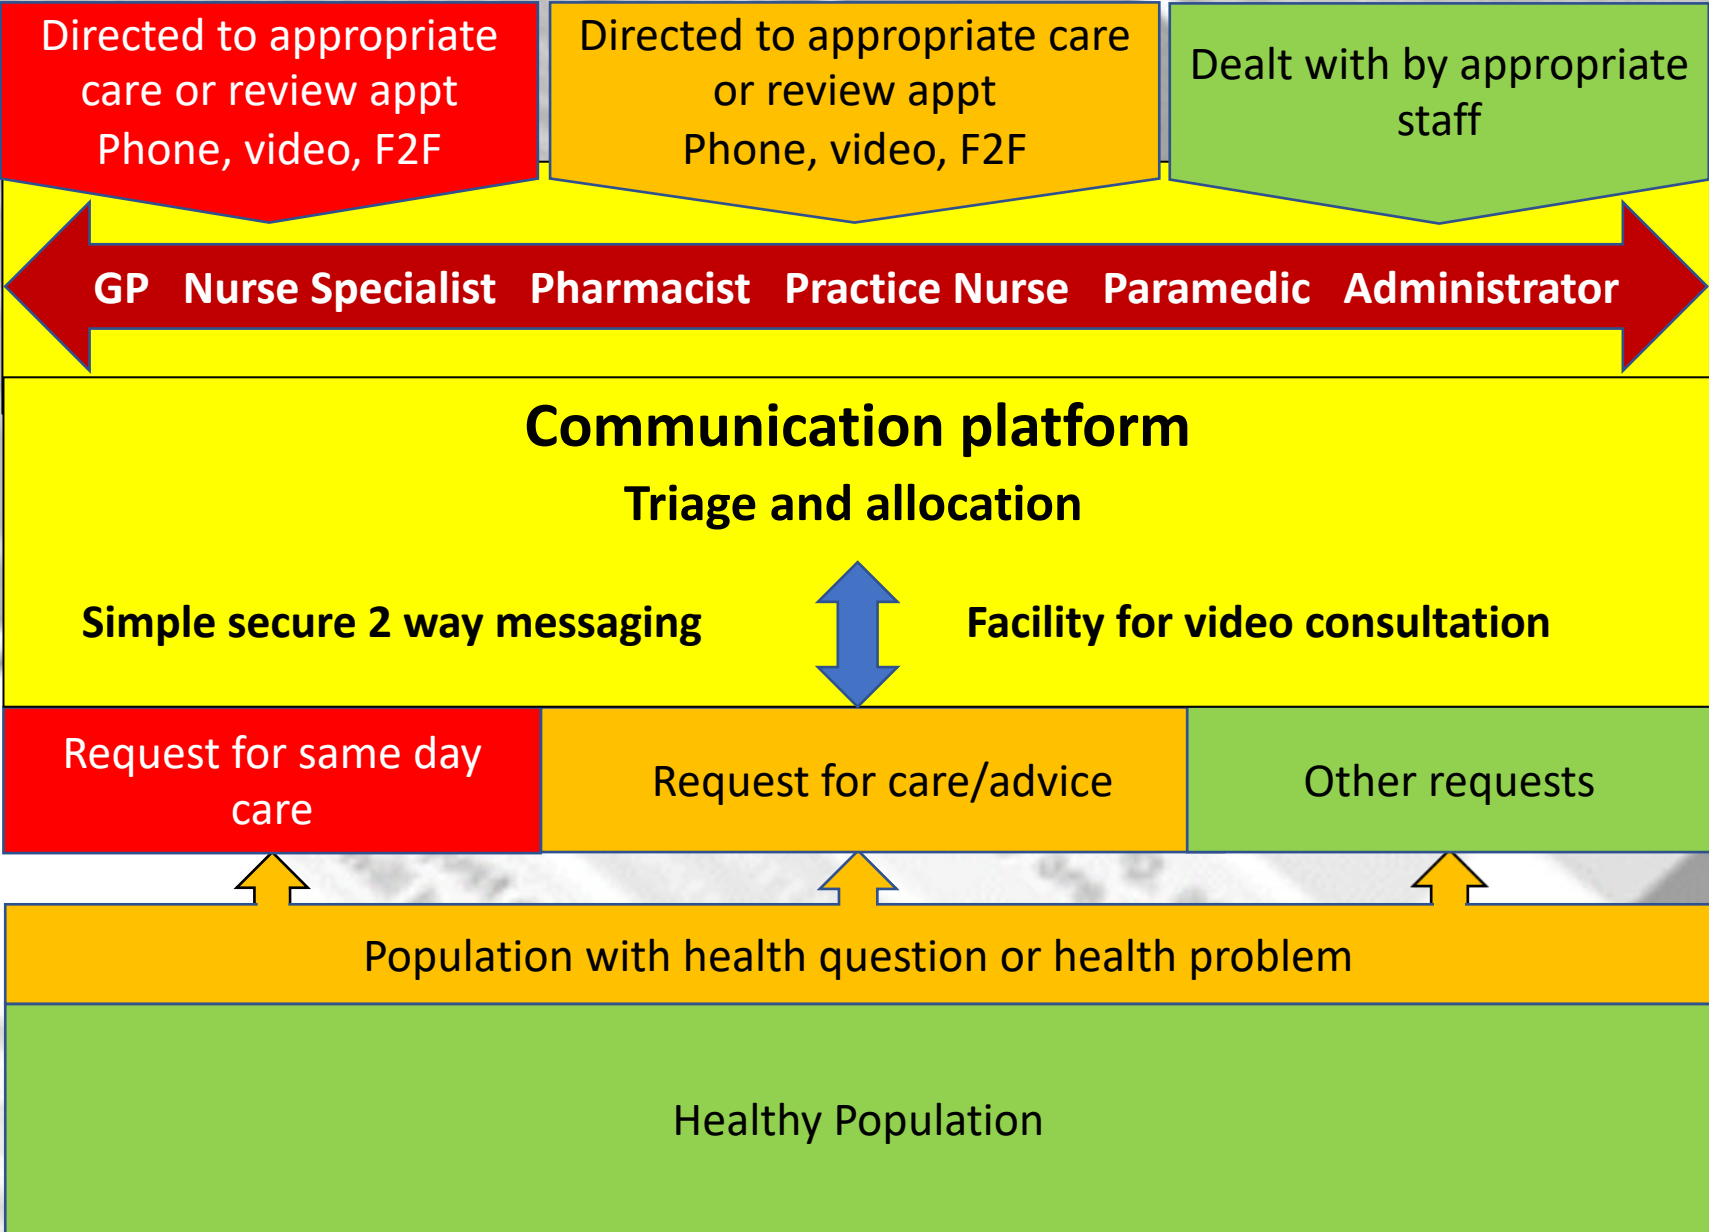 Directed to appropriate
care or review appt
Phone, video, F2F
Directed to appropriate care
or review appt
Phone, video, F2F
Dealt with by appropriate
staff
GP Nurse Specialist Pharmacist Practice Nurse Paramedic Administrator
Communication platform
Triage and allocation
Simple secure 2 way messaging
Facility for video consultation
Request for same day
care
Request for care/advice
Other requests
Population with health question or health problem
Healthy Population